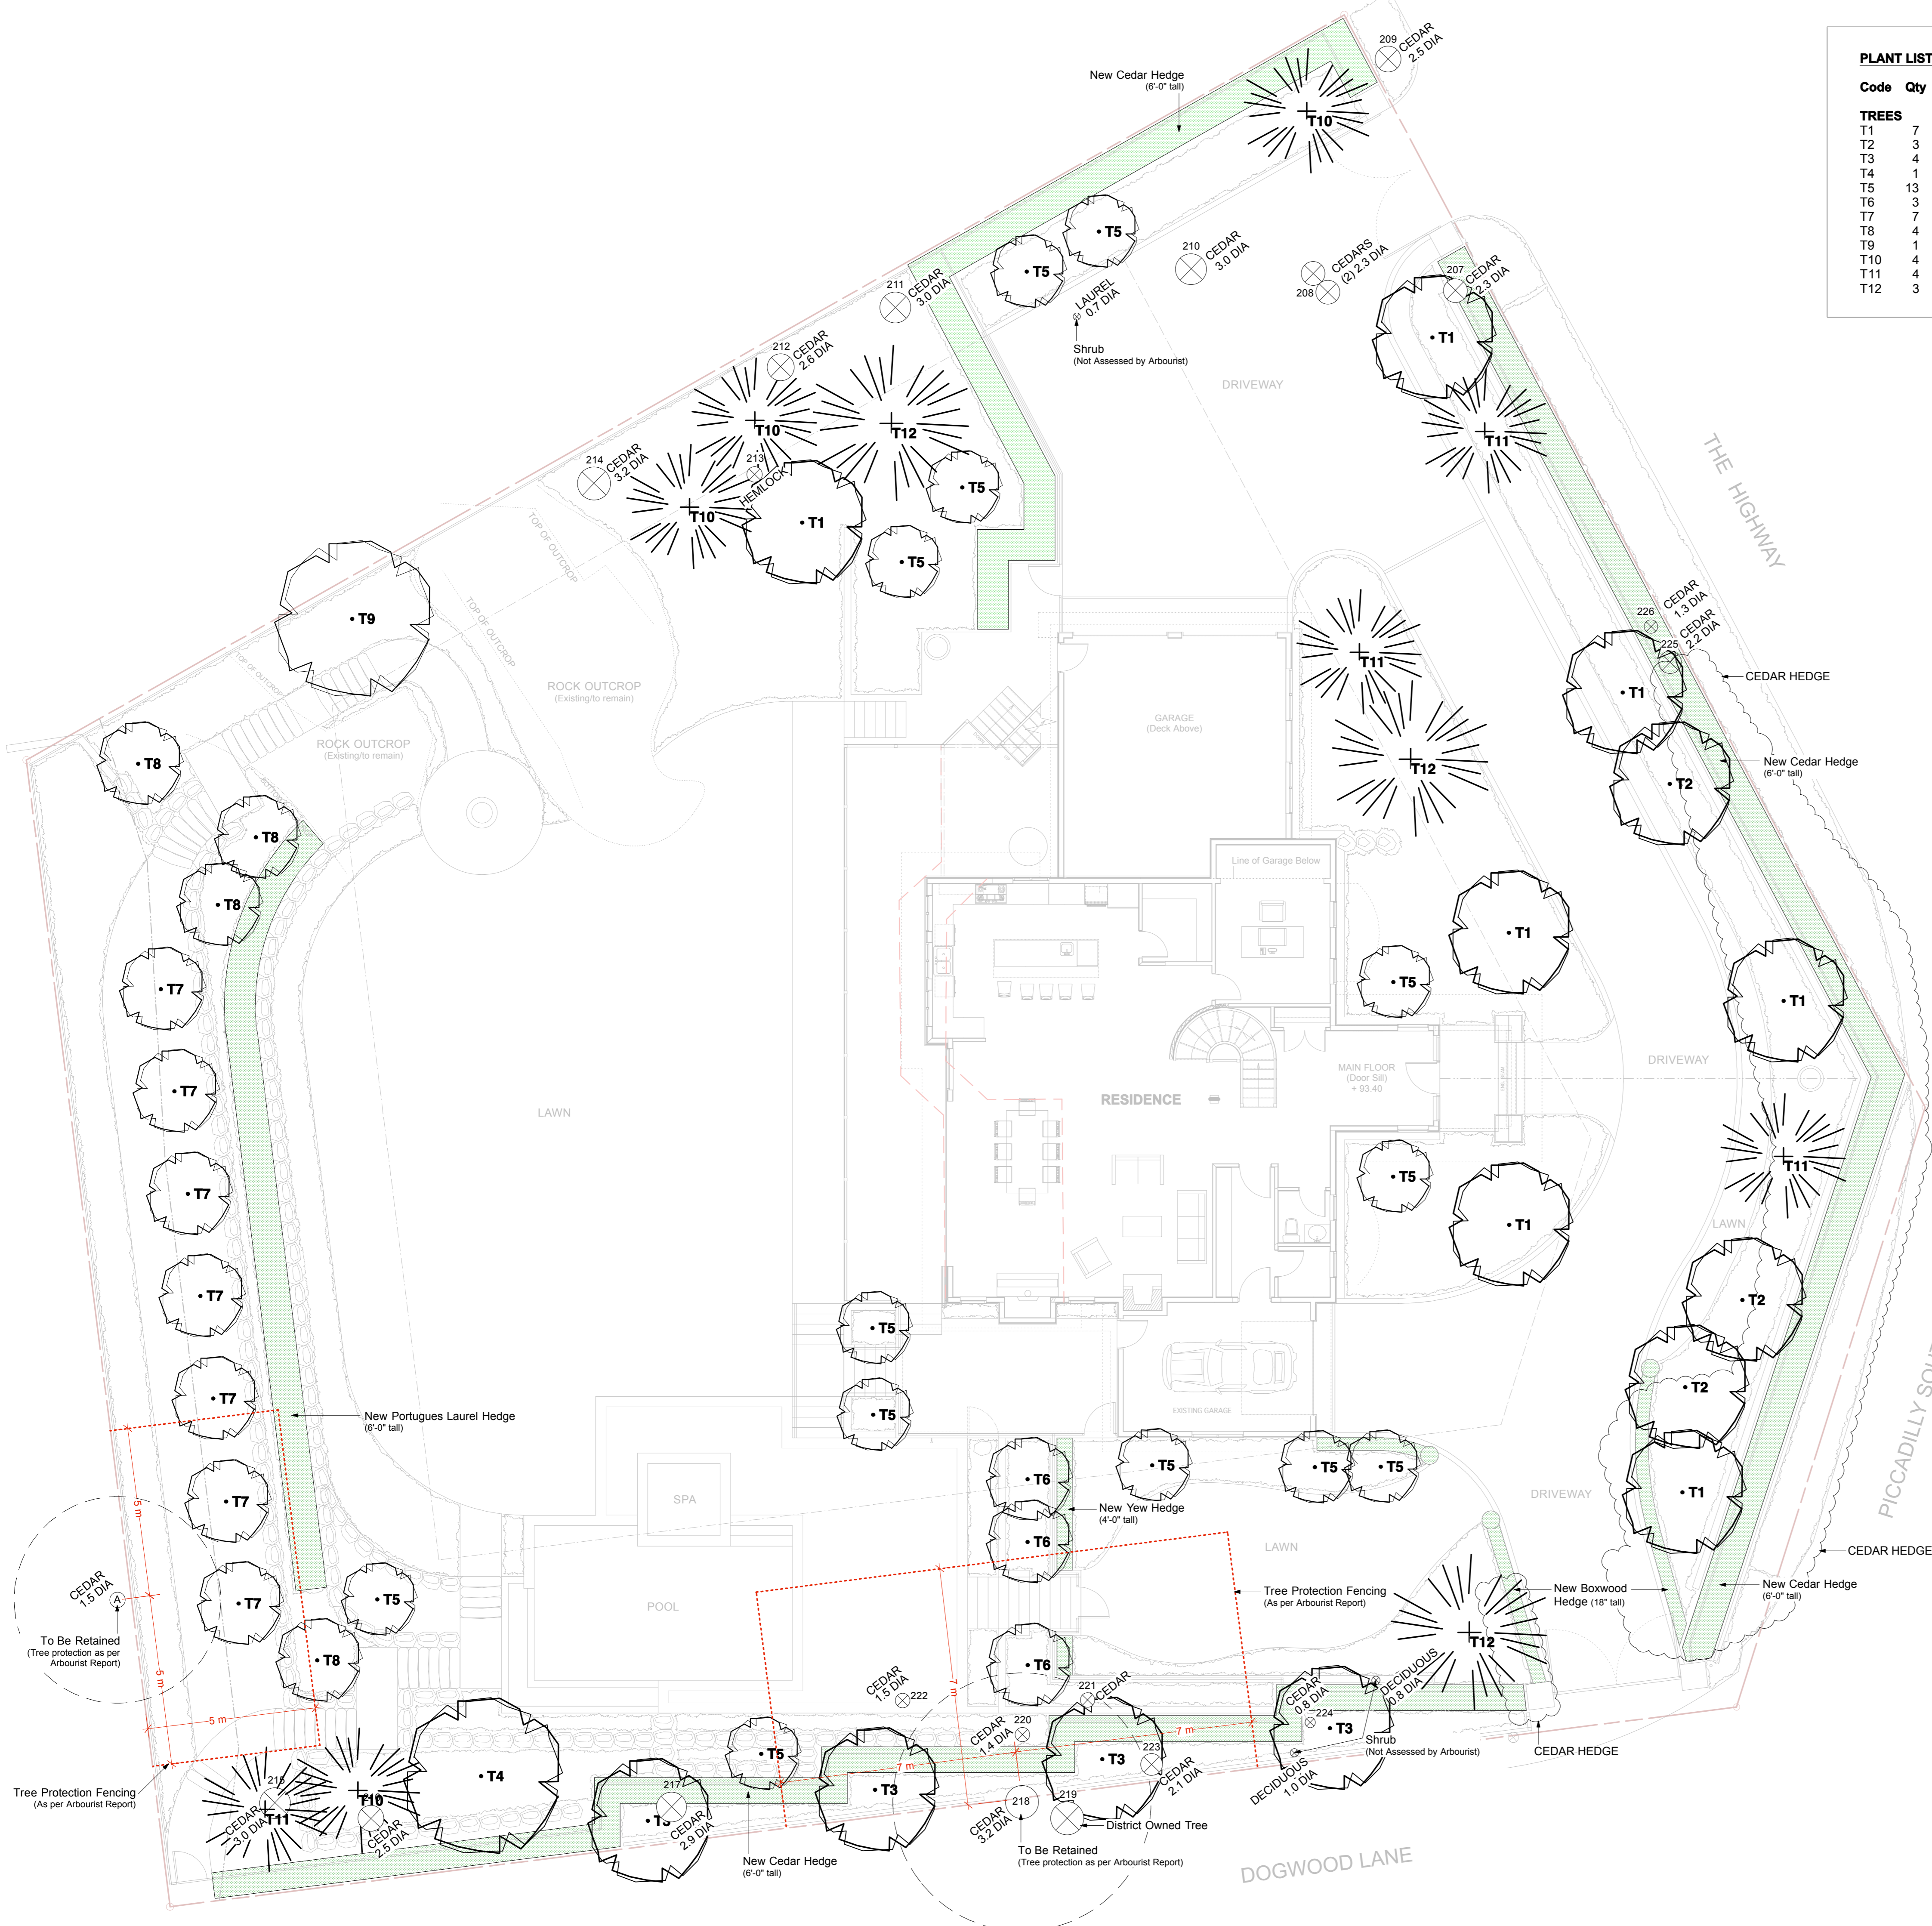 PLANT LIST
Code Qty
TREES
T1 7
T2 3
T3 4
T4 1
T5 13
T6 3
T7 7
T8 4
T9 1
T10 4
T11 4
T12 3
209
CEDAR
2.5 DIA
New Cedar Hedge
(6'-0" tall)
T10
T5
T5
210
CEDAR
3.0 DIA
CEDARS
(2) 2.3 DIA
208
207
CEDAR
2.3 DIA
211
CEDAR
3.0 DIA
LAUREL
0.7 DIA
Shrub
(Not Assessed by Arbourist)
T1
212
CEDAR
2.6 DIA
DRIVEWAY
T10
T12
T11
THE HIGHWAY
214
CEDAR
3.2 DIA
213
HEMLOCK
T10
T1
T5
T5
TOP OF OUTCROP
TOP OF OUTCROP
TOP OF OUTCROP
T9
226
CEDAR
1.3 DIA
225
CEDAR
2.2 DIA
T11
CEDAR HEDGE
ROCK OUTCROP
(Existing/to remain)
T1
ROCK OUTCROP
(Existing/to remain)
GARAGE
(Deck Above)
T8
T12
T2
New Cedar Hedge
(6'-0" tall)
T8
Line of Garage Below
T8
T1
T7
T5
T1
MAIN FLOOR
(Door Sill)
+ 93.40
DRIVEWAY
T7
LAWN
RESIDENCE
T11
T7
T5
T1
LAWN
T7
T5
T2
T2
T7
New Portugues Laurel Hedge
(6'-0" tall)
T5
EXISTING GARAGE
PICCADILLY SOUTH
5 m
T7
SPA
T6
T5
T5
T5
T1
DRIVEWAY
New Yew Hedge
(4'-0" tall)
T6
LAWN
CEDAR HEDGE
CEDAR
1.5 DIA
A
To Be Retained
(Tree protection as per
Arbourist Report)
T7
T5
POOL
Tree Protection Fencing
(As per Arbourist Report)
New Boxwood
Hedge (18" tall)
New Cedar Hedge
(6'-0" tall)
T8
T12
T6
5 m
5 m
CEDAR
1.5 DIA
222
7 m
221
CEDAR
CEDAR
0.8 DIA
DECIDUOUS
0.8 DIA
224
T3
CEDAR
1.4 DIA
220
7 m
Shrub
(Not Assessed by Arbourist)
CEDAR HEDGE
T5
7 m
T3
223
CEDAR
2.1 DIA
DECIDUOUS
1.0 DIA
T4
T3
Tree Protection Fencing
(As per Arbourist Report)
215
CEDAR
3.0 DIA
T11
T10
CEDAR
2.5 DIA
217
CEDAR
2.9 DIA
218
CEDAR
3.2 DIA
219
District Owned Tree
To Be Retained
(Tree protection as per Arbourist Report)
New Cedar Hedge
(6'-0" tall)
DOGWOOD LANE